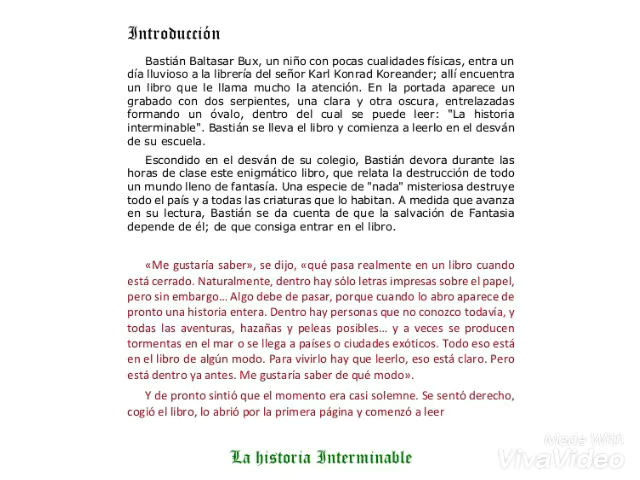 Introducción
Bastián Baltasar Bux, un niño con pocas cualidades físicas, entra un
día lluvioso a la librería del señor Karl Konrad Koreander; allí encuentra
un libro que le llama mucho la atención. En la portada aparece un
grabado con dos serpientes, una clara y otra oscura, entrelazadas
formando un óvalo, dentro del cual se puede leer: "La historia
interminable". Bastián se lleva el libro y comienza a leerlo en el desván
de su escuela.
Escondido en el desván de su colegio, Bastián devora durante las
horas de clase este enigmático libro, que relata la destrucción de todo
un mundo lleno de fantasía. Una especie de "nada" misteriosa destruye
todo el país y a todas las criaturas que lo habitan. A medida que avanza
en su lectura, Bastián se da cuenta de que la salvación de Fantasia
depende de él; de que consiga entrar en el libro.
«Me gustaría saber», se dijo, «qué pasa realmente en un libro cuando
está cerrado. Naturalmente, dentro hay sólo letras impresas sobre el papel,
pero sin embargo... Algo debe de pasar, porque cuando lo abro aparece de
pronto una historia entera. Dentro hay personas que no conozco todavía, y
todas las aventuras, hazañas y peleas posibles... y a veces se producen
tormentas en el mar o se llega a países o ciudades exóticos. Todo eso está
en el libro de algún modo. Para vivirlo hay que leerlo, eso está claro. Pero
está dentro ya antes. Me gustaría saber de qué modo».
Y de pronto sintió que el momento era casi solemne. Se sentó derecho,
cogió el libro, lo abrió por la primera página y comenzó a leer
La historia Interminable
Made With
VivaVideo